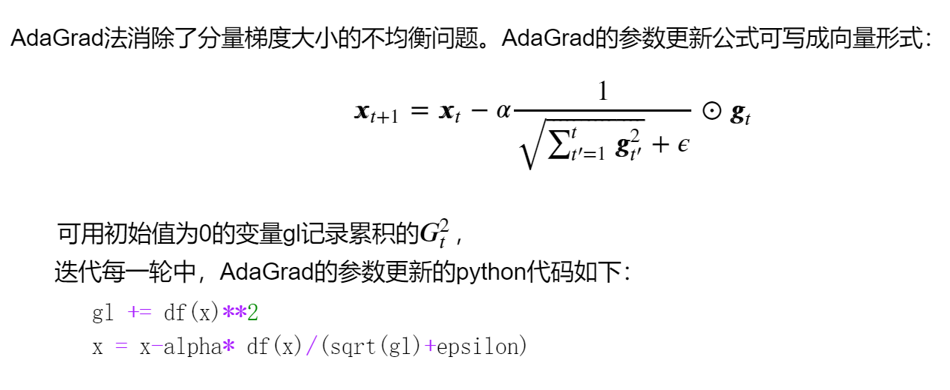 AdaGrad法消除了分量梯度大小的不均衡问题。AdaGrad的参数更新公式可写成向量形式：
$\boldsymbol{x}_{t+1} = \boldsymbol{x}_t - \alpha \frac{1}{\sqrt{\sum_{t'=1}^{t} \boldsymbol{g}_{t'}^2} + \epsilon} \odot \boldsymbol{g}_t$
可用初始值为0的变量gl记录累积的$\boldsymbol{G}_t^2$，
迭代每一轮中，AdaGrad的参数更新的python代码如下：
gl += df(x)**2
x = x-alpha* df(x)/(sqrt(gl)+epsilon)